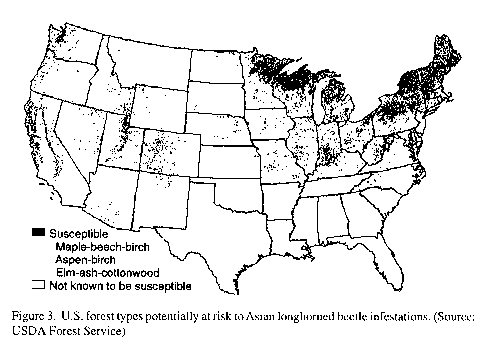 Susceptible
Maple-beech-birch
Aspen-birch
Elm-ash-cottonwood
Not known to be susceptible
Figure 3. U.S. forest types potentially at risk to Asian longhorned beetle infestations. (Source:
USDA Forest Service)